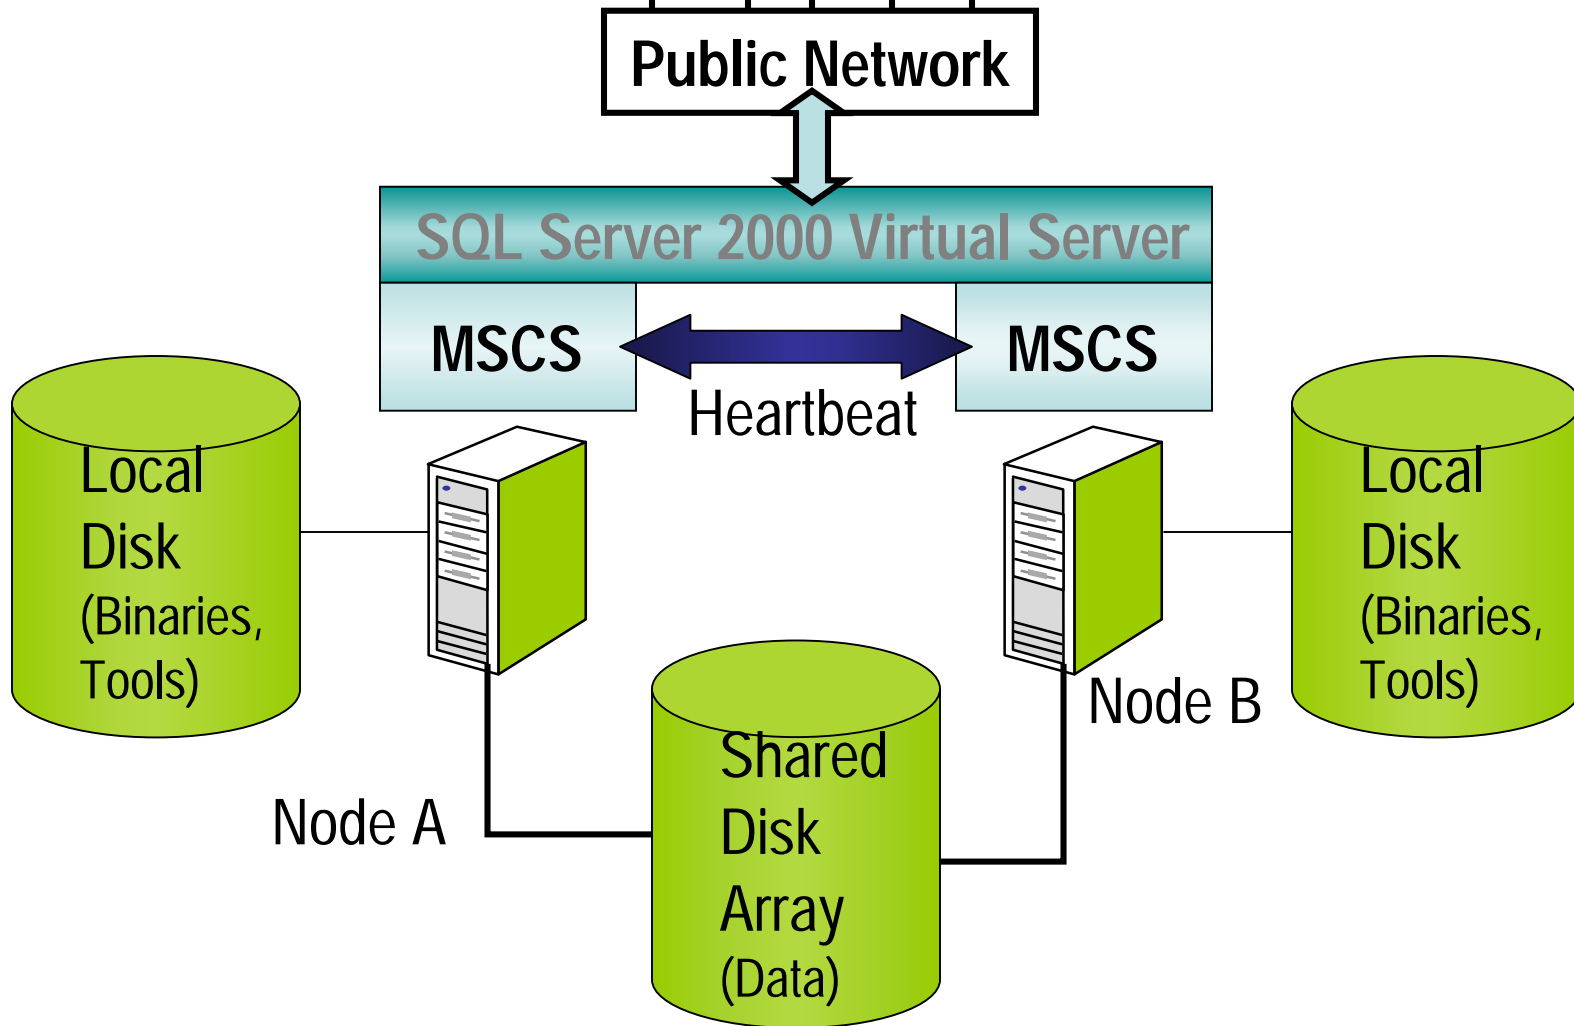 Public Network
SQL Server 2000 Virtual Server
MSCS
MSCS
Heartbeat
Local
Disk
(Binaries,
Tools)
Local
Disk
(Binaries,
Tools)
Node B
Node A
Shared
Disk
Array
(Data)